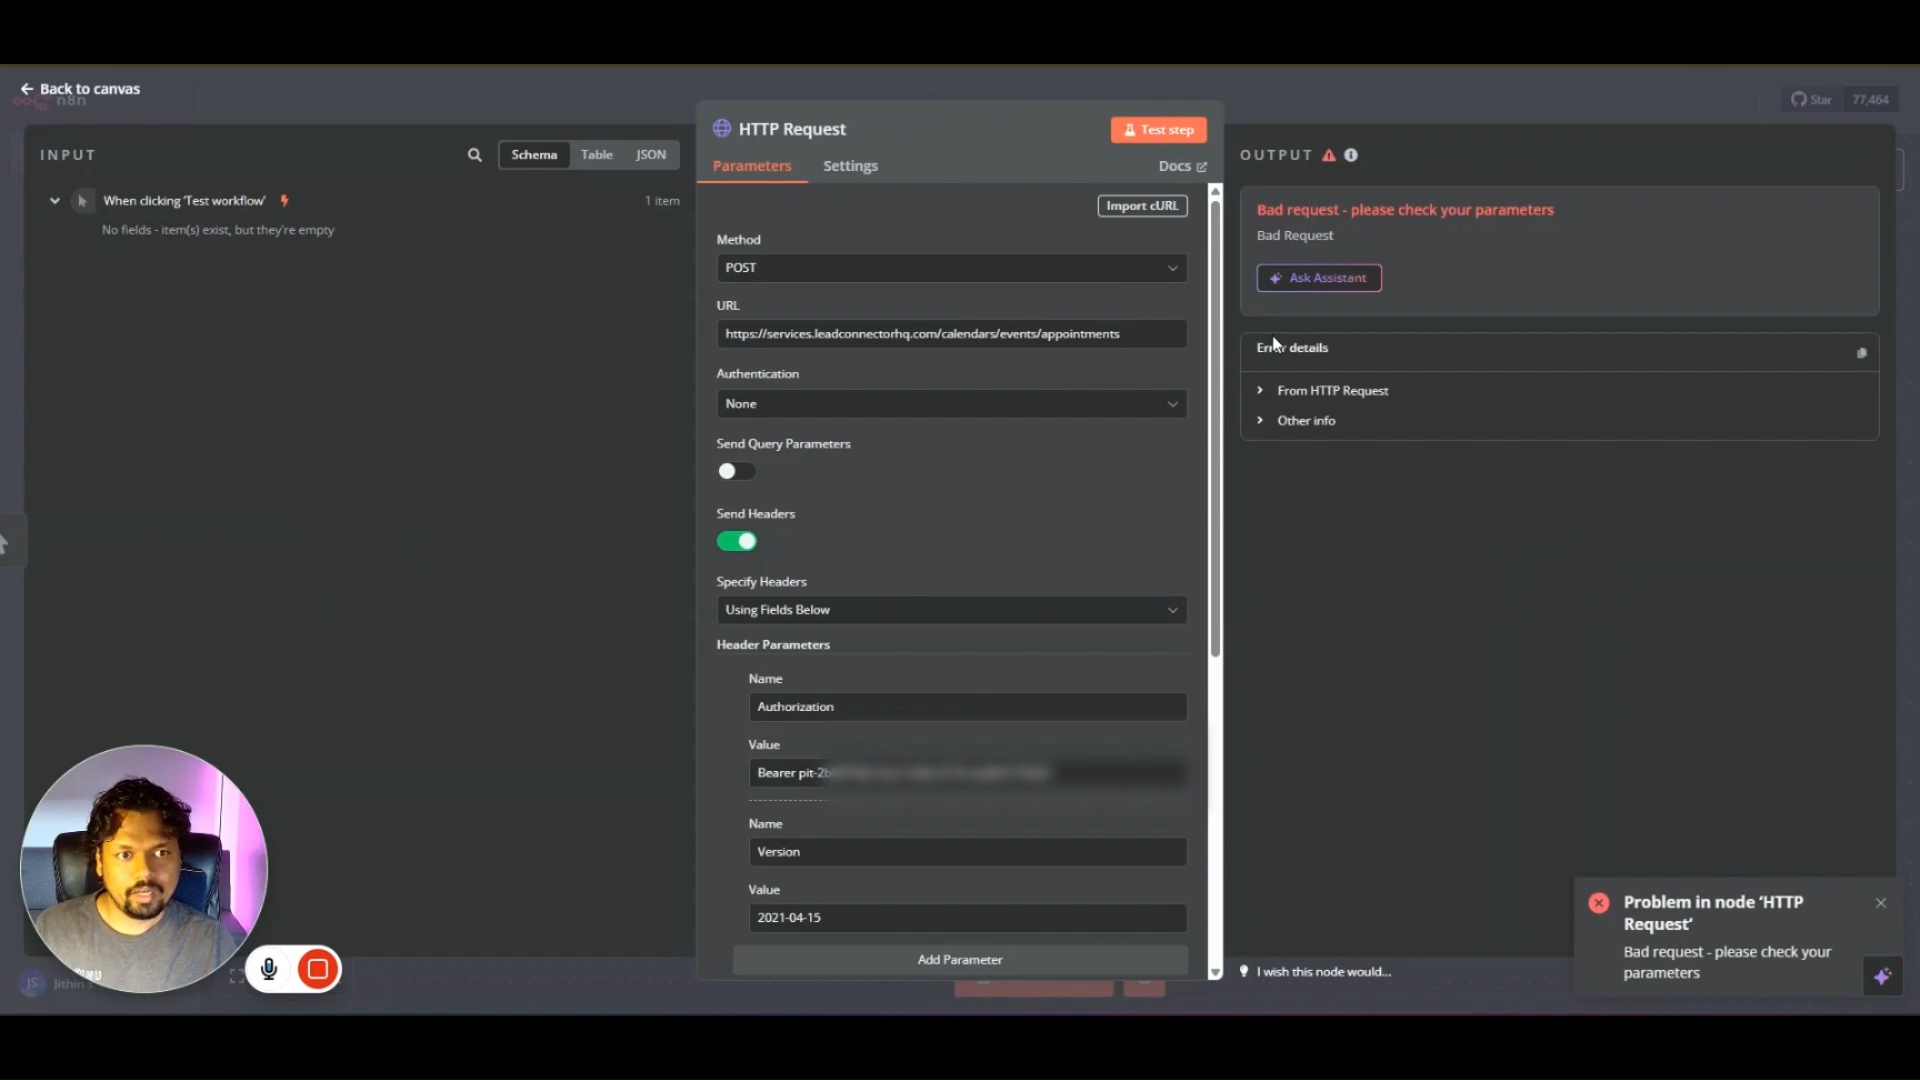 Back to canvas
n8n
Star 77,464
INPUT
Schema Table JSON
When clicking 'Test workflow'
1 item
No fields - item(s) exist, but they're empty
HTTP Request
Test step
Parameters Settings
Docs
Import cURL
Method
POST
URL
https://services.leadconnectorhq.com/calendars/events/appointments
Authentication
None
Send Query Parameters
Send Headers
Specify Headers
Using Fields Below
Header Parameters
Name
Authorization
Value
Bearer pit-2b
Name
Version
Value
2021-04-15
Add Parameter
OUTPUT
Bad request - please check your parameters
Bad Request
Ask Assistant
Error details
From HTTP Request
Other info
I wish this node would...
Problem in node 'HTTP
Request'
Bad request - please check your
parameters
JS Jithin